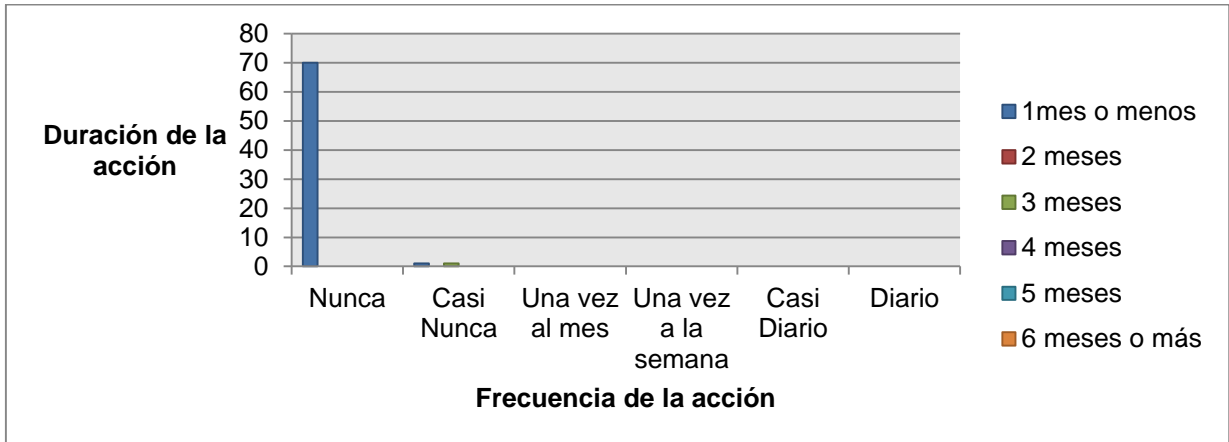 80
70
60
50
40
30
20
10
0
Duración de la
acción
Nunca
Casi
Nunca
Una vez
al mes
Una vez
a la
semana
Casi
Diario
Diario
Frecuencia de la acción
1mes o menos
2 meses
3 meses
4 meses
5 meses
6 meses o más